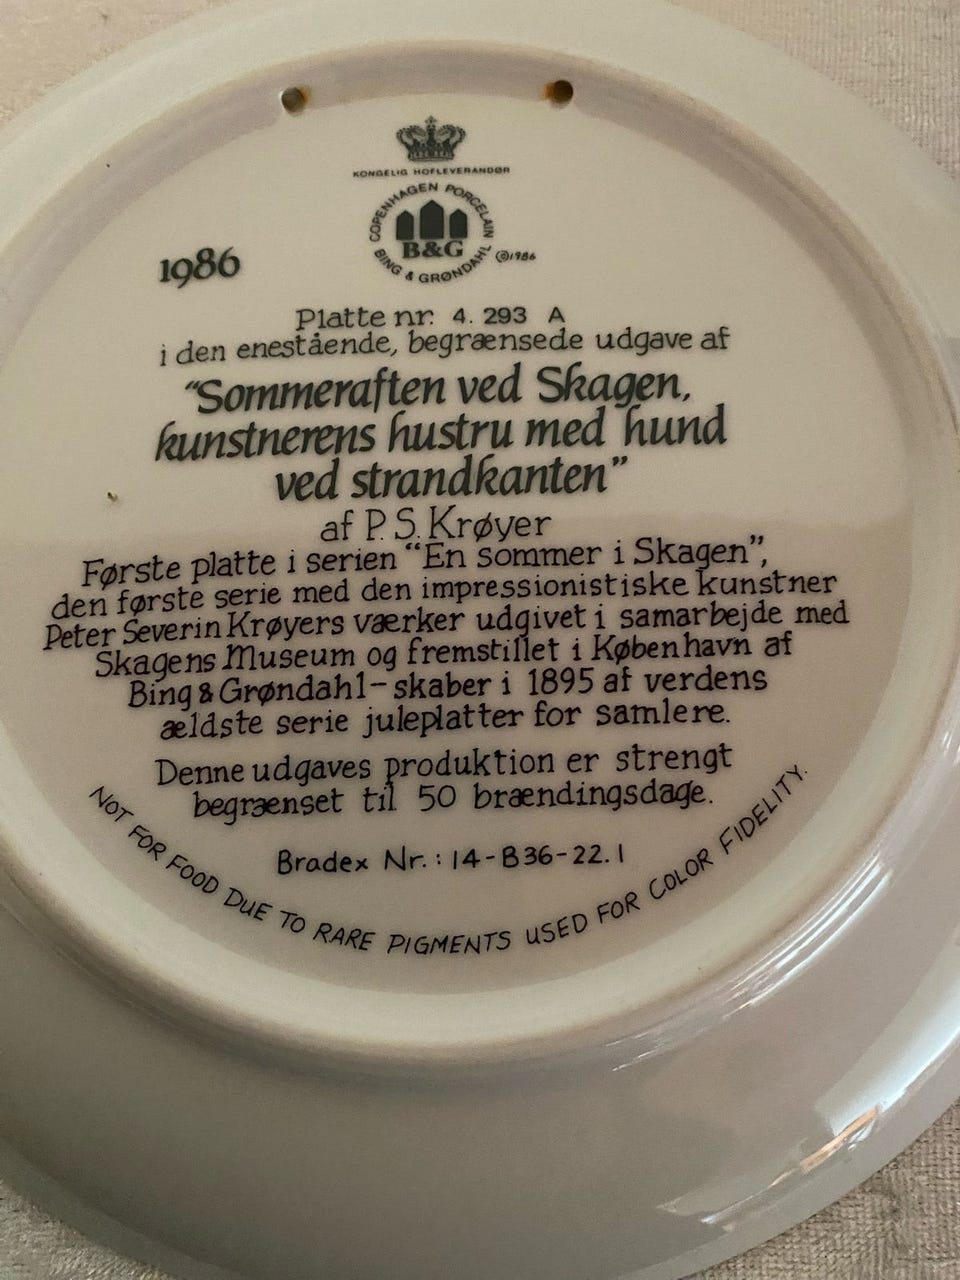 KONGELIG HOFLEVERANDØR
COPENHAGEN PORCELAIN
B&G
BING & GRØNDAHL
©1986
1986
Platte nr. 4. 293 A
i den enestående, begrænsede udgave af
“Sommeraften ved Skagen,
kunstnerens hustru med hund
ved strandkanten”
af P. S. Krøyer
Første platte i serien “En sommer i Skagen”,
den første serie med den impressionistiske kunstner
Peter Severin Krøyers værker udgivet i samarbejde med
Skagens Museum og fremstillet i København af
Bing & Grøndahl – skaber i 1895 af verdens
ældste serie juleplatter for samlere.
Denne udgaves produktion er strengt
begrænset til 50 brændingsdage.
Bradex Nr.: 14-B36-22.1
NOT FOR FOOD DUE TO RARE PIGMENTS USED FOR COLOR FIDELITY.